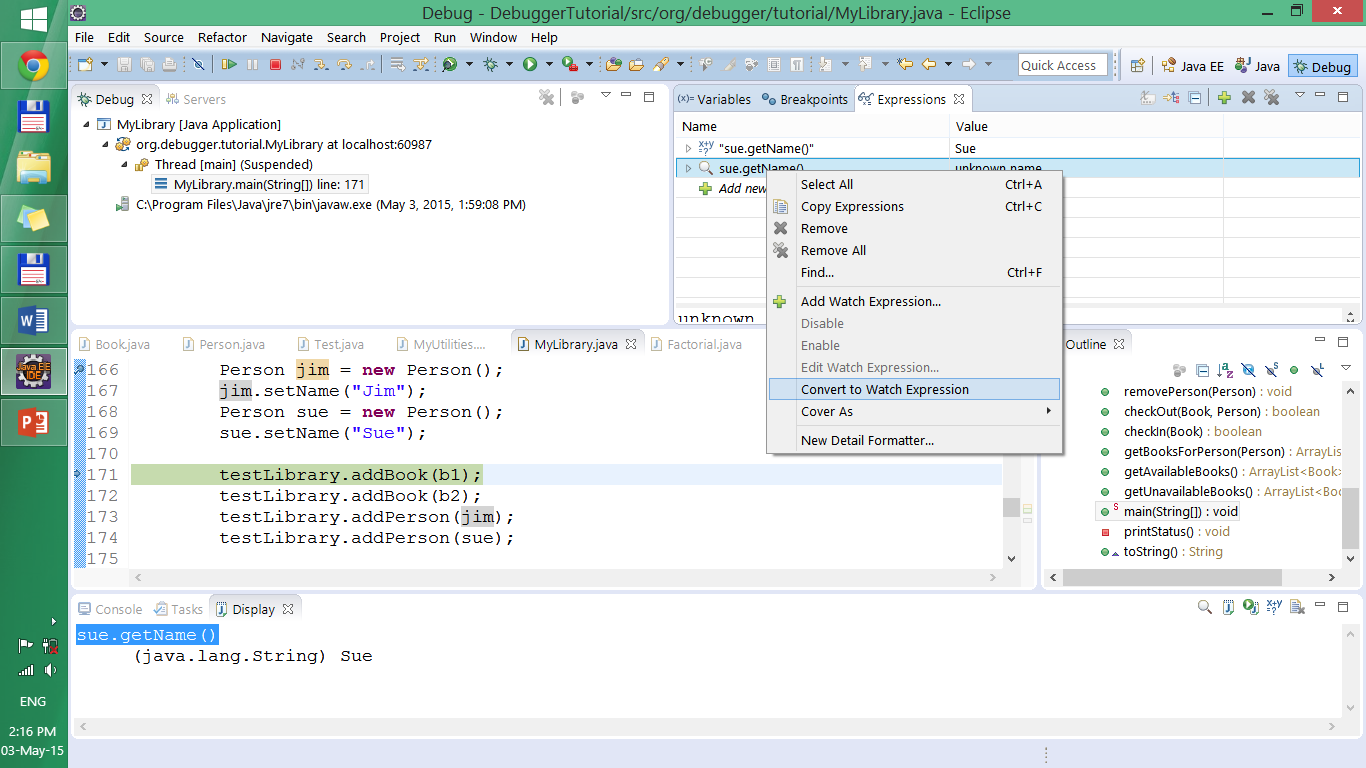 Debug - DebuggerTutorial/src/org/debugger/tutorial/MyLibrary.java - Eclipse
File Edit Source Refactor Navigate Search Project Run Window Help
Quick Access Java EE Java Debug
Debug Servers
MyLibrary [Java Application]
org.debugger.tutorial.MyLibrary at localhost:60987
Thread [main] (Suspended)
MyLibrary.main(String[]) line: 171
C:\Program Files\Java\jre7\bin\javaw.exe (May 3, 2015, 1:59:08 PM)
(x)= Variables Breakpoints Expressions
Name Value
"sue.getName()" Sue
sue.getName() unknown name
Add new
unknown
Select All Ctrl+A
Copy Expressions Ctrl+C
Remove
Remove All
Find... Ctrl+F
Add Watch Expression...
Disable
Enable
Edit Watch Expression...
Convert to Watch Expression
Cover As
New Detail Formatter...
Book.java Person.java Test.java MyUtilities.... MyLibrary.java Factorial.java
166 Person jim = new Person();
167 jim.setName("Jim");
168 Person sue = new Person();
169 sue.setName("Sue");
170
171 testLibrary.addBook(b1);
172 testLibrary.addBook(b2);
173 testLibrary.addPerson(jim);
174 testLibrary.addPerson(sue);
175
Outline
removePerson(Person) : void
checkOut(Book, Person) : boolean
checkIn(Book) : boolean
getBooksForPerson(Person) : ArrayLis
getAvailableBooks() : ArrayList<Book>
getUnavailableBooks() : ArrayList<Boo
main(String[]) : void
printStatus() : void
toString() : String
Console Tasks Display
sue.getName()
(java.lang.String) Sue
Java EE
IDE
ENG
2:16 PM
03-May-15